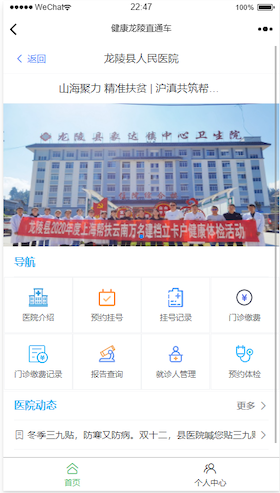 WeChat
22:47
健康龙陵直通车
返回
龙陵县人民医院
山海聚力 精准扶贫 | 沪滇共筑帮...
龙陵县象达镇中心卫生院
龙陵县2020年度上海帮扶云南万名建档立卡户健康体检活动
导航
医院介绍
预约挂号
挂号记录
门诊缴费
门诊缴费记录
报告查询
就诊人管理
预约体检
医院动态
更多
冬季三九贴，防寒又防病。双十二，县医院喊您贴三九贴
首页
个人中心